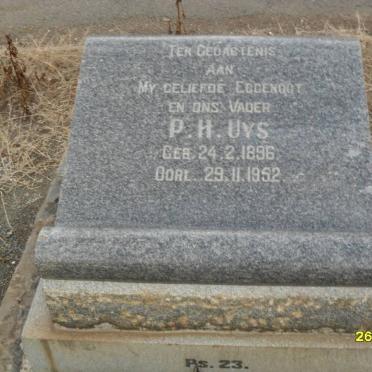 TER GEDAGTENIS
AAN
MY GELIEFDE EGGENOOT
EN ONS VADER
P. H. UYS
GEB. 24.2.1896
OORL. 29.11.1952
PS. 23.
26